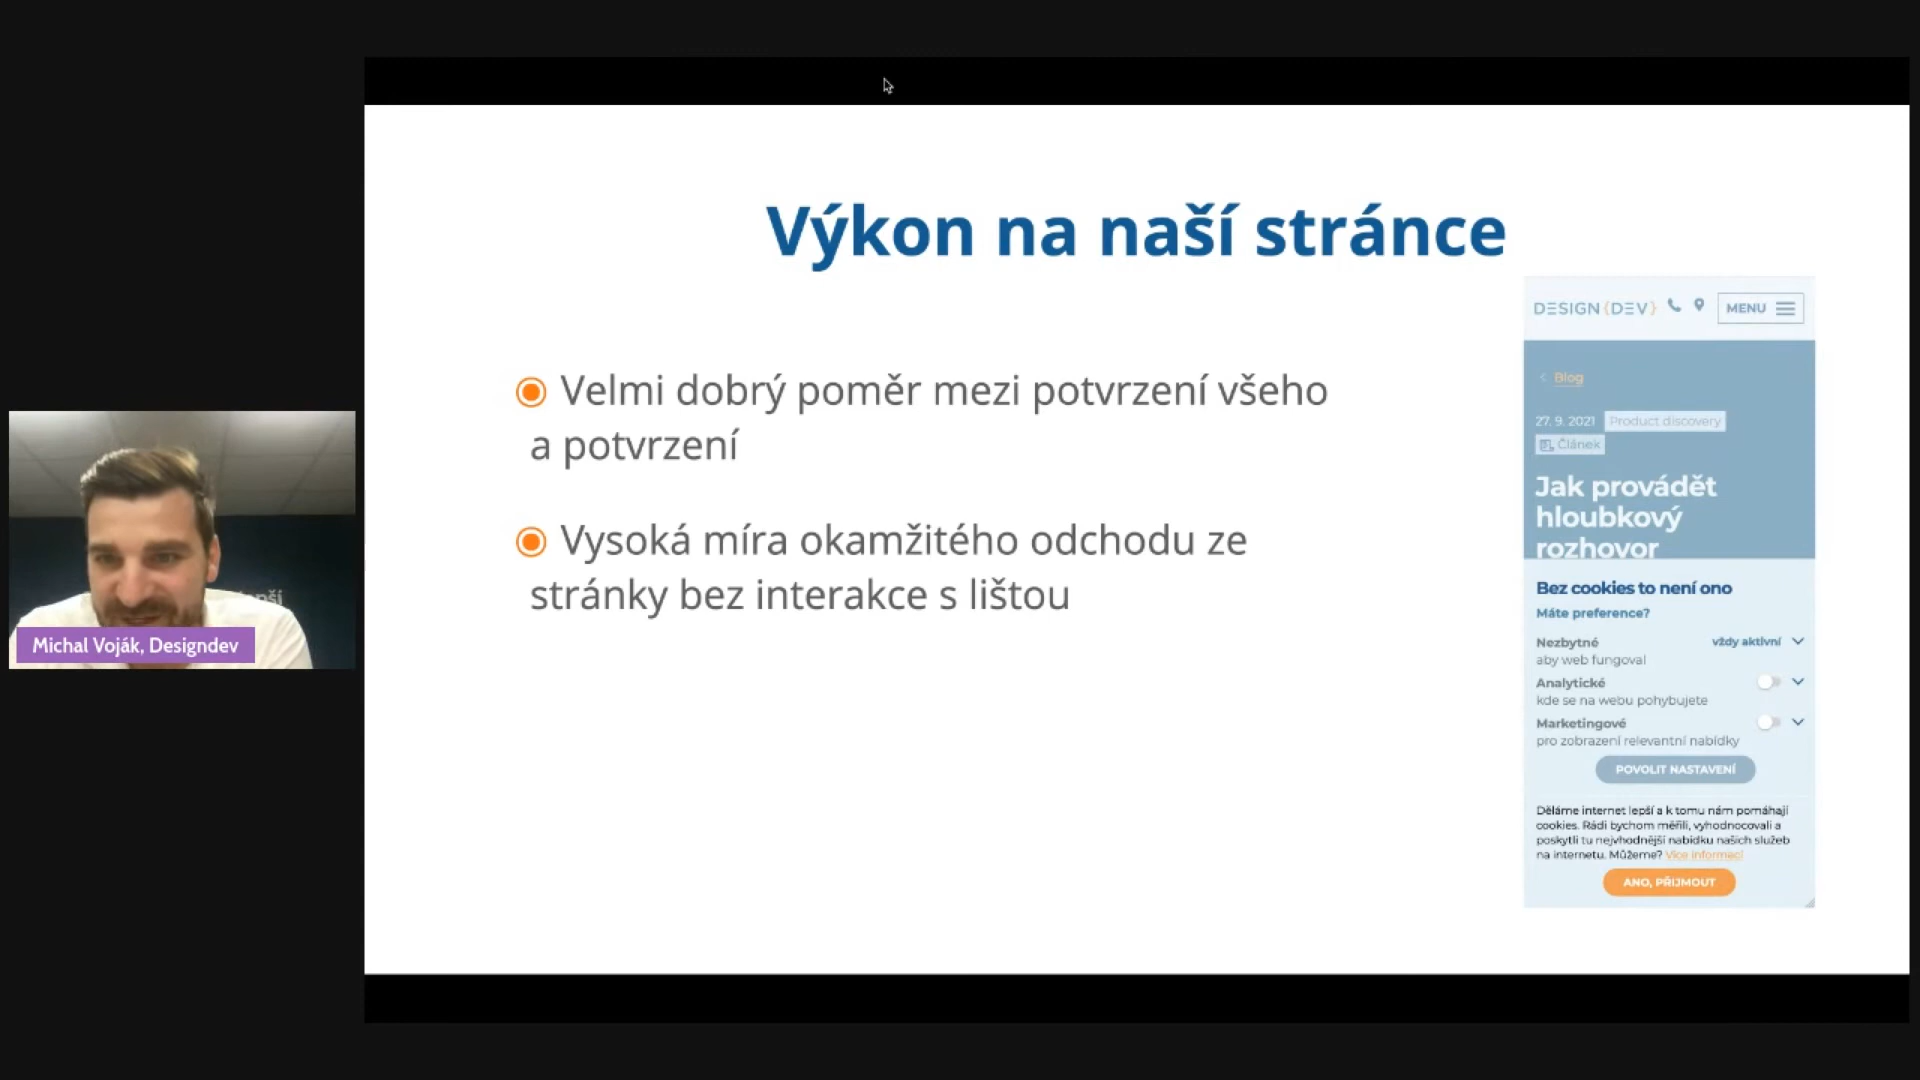 Výkon na naší stránce
Velmi dobrý poměr mezi potvrzení všeho
a potvrzení
Vysoká míra okamžitého odchodu ze
stránky bez interakce s lištou
Michal Voják, Designdev
DESIGN{DEV} MENU
Blog
27. 9. 2021 Product discovery
Článek
Jak provádět
hloubkový
rozhovor
Bez cookies to není ono
Máte preference?
Nezbytné vždy aktivní
aby web fungoval
Analytické
kde se na webu pohybujete
Marketingové
pro zobrazení relevantní nabídky
POVOLIT NASTAVENÍ
Děláme internet lepší a k tomu nám pomáhají
cookies. Rádi bychom měřili, vyhodnocovali a
poskytli tu nejvhodnější nabídku našich služeb
na internetu. Můžeme? Více informací
ANO, PŘIJMOUT